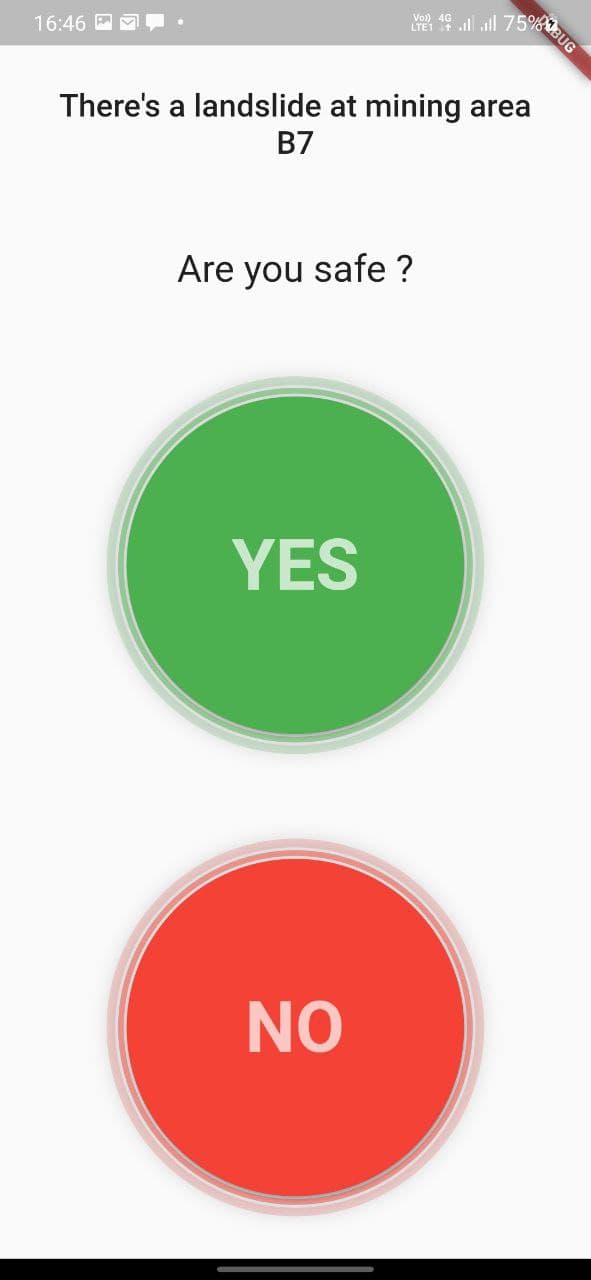 16:46
Vo)) 4G
LTE1
75%
DEBUG
There's a landslide at mining area
B7
Are you safe ?
YES
NO